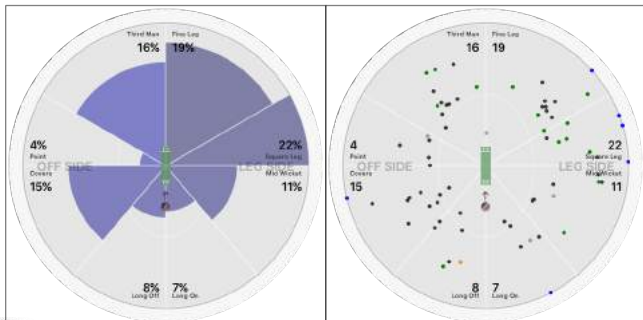 Third Man Fine Leg
16% 19%
4%
Point
OFF SIDE
Covers
15%
22%
Square Leg
LEG SIDE
Mid Wicket
11%
8% 7%
Long Off Long On
Third Man Fine Leg
16 19
4
Point
OFF SIDE
Covers
15
22
Square Leg
LEG SIDE
Mid Wicket
11
8 7
Long Off Long On